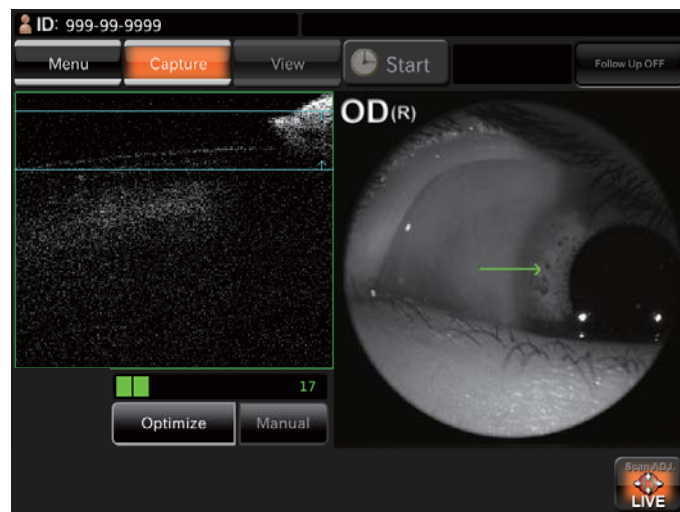 ID: 999-99-9999
Menu
Capture
View
Start
Follow Up OFF
OD(R)
17
Optimize
Manual
Scan ADJ.
LIVE